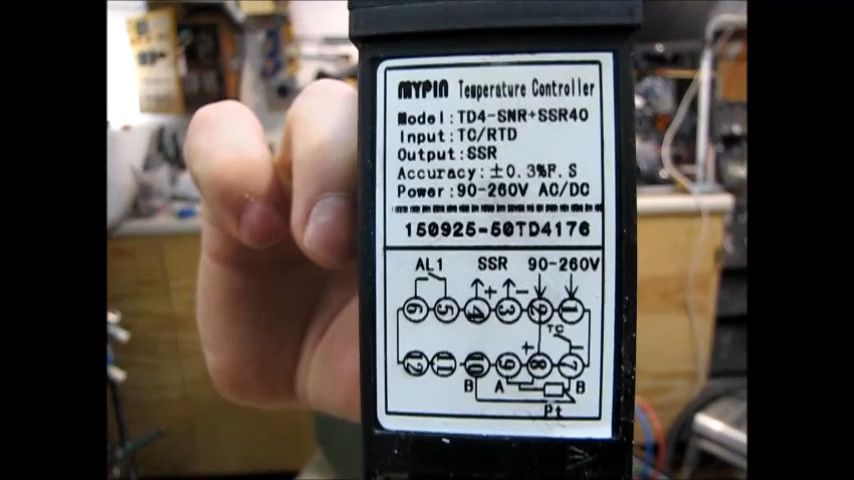 MYPIN Temperature Controller
Model:TD4-SNR+SSR40
Input:TC/RTD
Output:SSR
Accuracy:±0.3%F.S
Power:90-260V AC/DC
150925-50TD4176
AL1 SSR 90-260V
+ −
6 5 4 3 2 1
TC
+ −
12 11 10 9 8 7
B A B
Pt